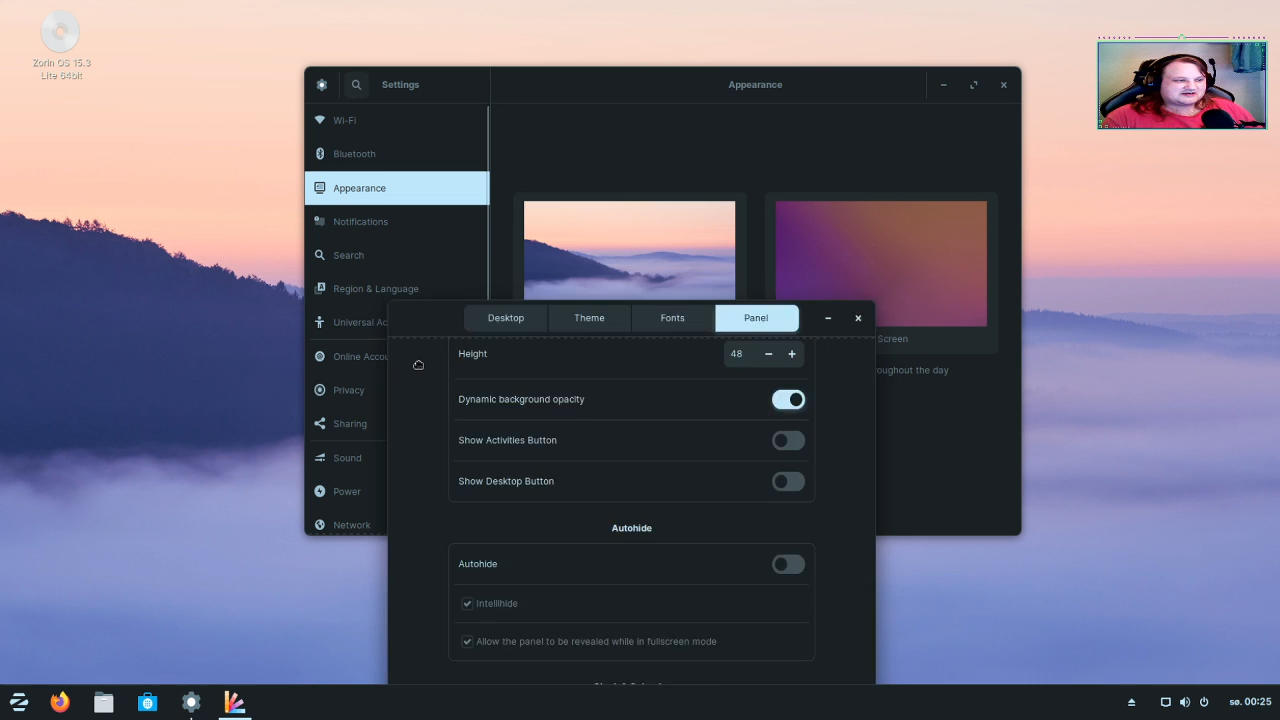 Zorin OS 15.3
Lite 64bit
Settings
Appearance
Wi-Fi
Bluetooth
Appearance
Notifications
Search
Region & Language
Universal Ac
Online Accou
Privacy
Sharing
Sound
Power
Network
Screen
oughout the day
Desktop
Theme
Fonts
Panel
Height
48
Dynamic background opacity
Show Activities Button
Show Desktop Button
Autohide
Autohide
Intellihide
Allow the panel to be revealed while in fullscreen mode
sø. 00:25